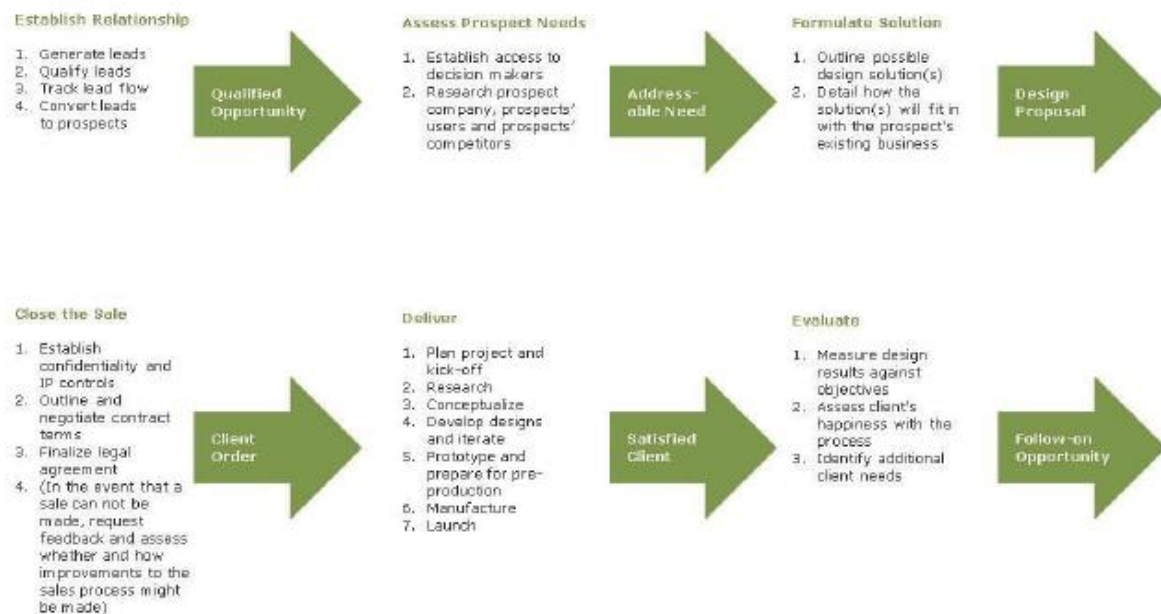 Establish Relationship
1. Generate leads
2. Qualify leads
3. Track lead flow
4. Convert leads
to prospects
Qualified
Opportunity
Assess Prospect Needs
1. Establish access to
decision makers
2. Research prospect
company, prospects'
users and prospects'
competitors
Address-
able Need
Formulate Solution
1. Outline possible
design solution(s)
2. Detail how the
solution(s) will fit in
with the prospect's
existing business
Design
Proposal
Close the Sale
1. Establish
confidentiality and
IP controls
2. Outline and
negotiate contract
terms
3. Finalize legal
agreement
4. (In the event that a
sale can not be
made, request
feedback and assess
whether and how
improvements to the
sales process might
be made)
Client
Order
Deliver
1. Plan project and
kick-off
2. Research
3. Conceptualize
4. Develop designs
and iterate
5. Prototype and
prepare for pre-
production
6. Manufacture
7. Launch
Satisfied
Client
Evaluate
1. Measure design
results against
objectives
2. Assess client's
happiness with the
process
3. Identify additional
client needs
Follow-on
Opportunity